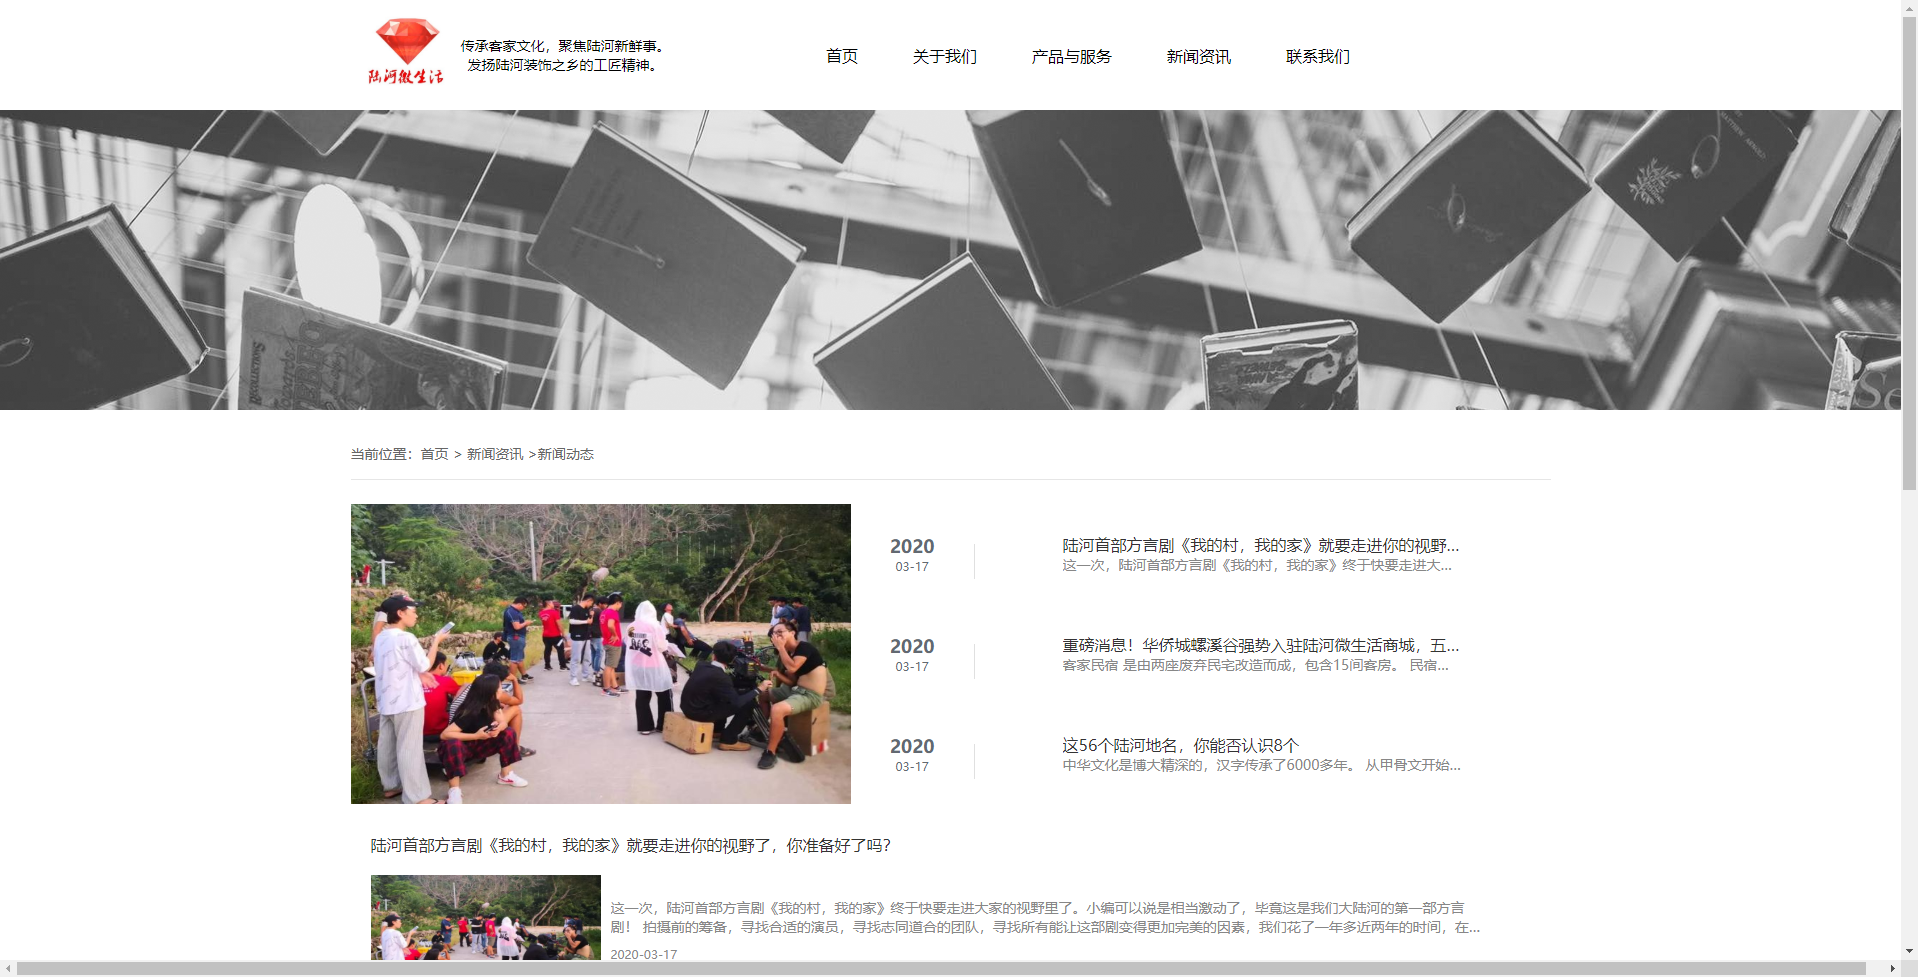 陆河微生活
传承客家文化，聚焦陆河新鲜事。
发扬陆河装饰之乡的工匠精神。
首页
关于我们
产品与服务
新闻资讯
联系我们
当前位置：首页 > 新闻资讯 >新闻动态
2020
03-17
陆河首部方言剧《我的村，我的家》就要走进你的视野...
这一次，陆河首部方言剧《我的村，我的家》终于快要走进大...
2020
03-17
重磅消息！华侨城螺溪谷强势入驻陆河微生活商城，五...
客家民宿 是由两座废弃民宅改造而成，包含15间客房。 民宿...
2020
03-17
这56个陆河地名，你能否认识8个
中华文化是博大精深的，汉字传承了6000多年。 从甲骨文开始...
陆河首部方言剧《我的村，我的家》就要走进你的视野了，你准备好了吗?
这一次，陆河首部方言剧《我的村，我的家》终于快要走进大家的视野里了。小编可以说是相当激动了，毕竟这是我们大陆河的第一部方言
剧！ 拍摄前的筹备，寻找合适的演员，寻找志同道合的团队，寻找所有能让这部剧变得更加完美的因素，我们花了一年多近两年的时间，在...
2020-03-17